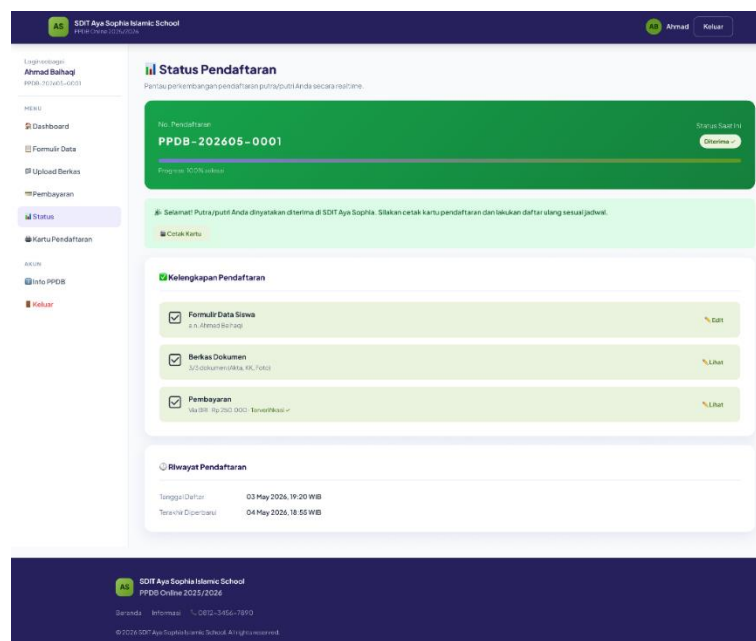 AS
SDIT Aya Sophia Islamic School
PPDB Online 2025/2026
AB Ahmad Keluar
Login sebagai
Ahmad Baihaqi
PPDB-202605-0001
MENU
Dashboard
Formulir Data
Upload Berkas
Pembayaran
Status
Kartu Pendaftaran
AKUN
Info PPDB
Keluar
Status Pendaftaran
Pantau perkembangan pendaftaran putra/putri Anda secara realtime.
No. Pendaftaran
PPDB-202605-0001
Progress: 100% selesai
Status Saat Ini
Diterima ✓
Selamat! Putra/putri Anda dinyatakan diterima di SDIT Aya Sophia. Silakan cetak kartu pendaftaran dan lakukan daftar ulang sesuai jadwal.
Cetak Kartu
Kelengkapan Pendaftaran
Formulir Data Siswa
a.n. Ahmad Baihaqi
Edit
Berkas Dokumen
3/3 dokumen (Akta, KK, Foto)
Lihat
Pembayaran
Via BRI · Rp 250.000 · Terverifikasi ✓
Lihat
Riwayat Pendaftaran
Tanggal Daftar 03 May 2026, 19:20 WIB
Terakhir Diperbarui 04 May 2026, 18:55 WIB
AS
SDIT Aya Sophia Islamic School
PPDB Online 2025/2026
Beranda Informasi 0812-3456-7890
© 2026 SDIT Aya Sophia Islamic School. All rights reserved.